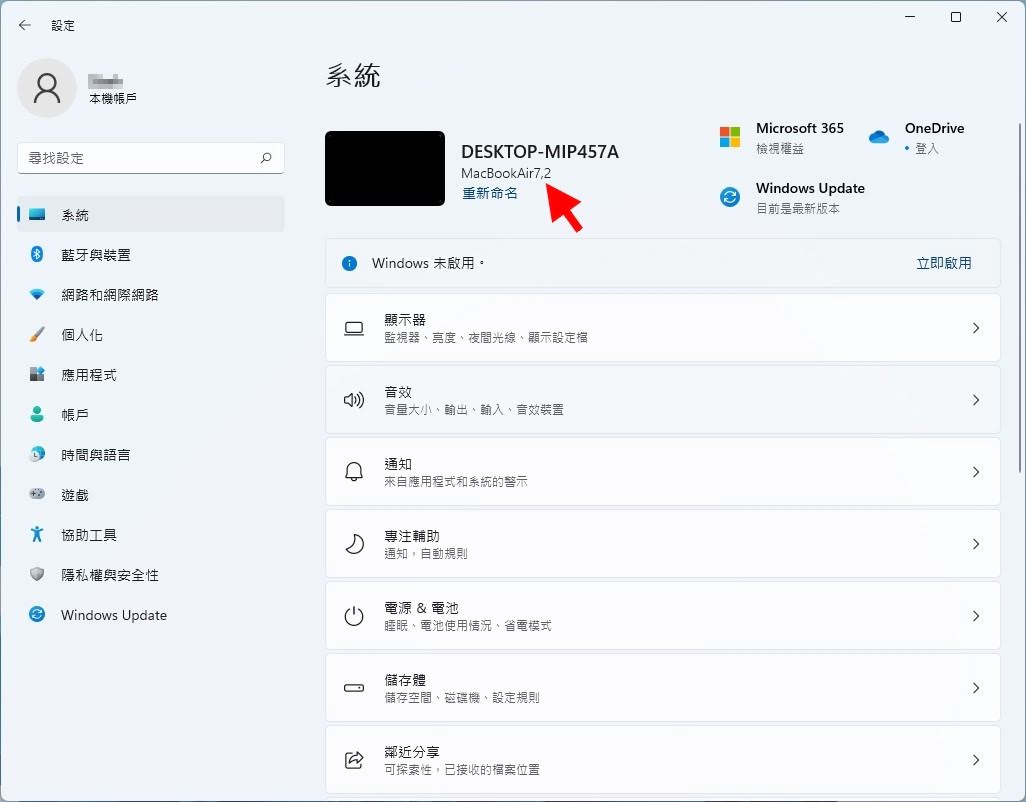 設定
本機帳戶
尋找設定
系統
藍牙與裝置
網路和網際網路
個人化
應用程式
帳戶
時間與語言
遊戲
協助工具
隱私權與安全性
Windows Update
系統
DESKTOP-MIP457A
MacBookAir7,2
重新命名
Microsoft 365
檢視權益
OneDrive
• 登入
Windows Update
目前是最新版本
Windows 未啟用。
立即啟用
顯示器
監視器、亮度、夜間光線、顯示設定檔
音效
音量大小、輸出、輸入、音效裝置
通知
來自應用程式和系統的警示
專注輔助
通知，自動規則
電源 & 電池
睡眠、電池使用情況、省電模式
儲存體
儲存空間、磁碟機、設定規則
鄰近分享
可探索性，已接收的檔案位置